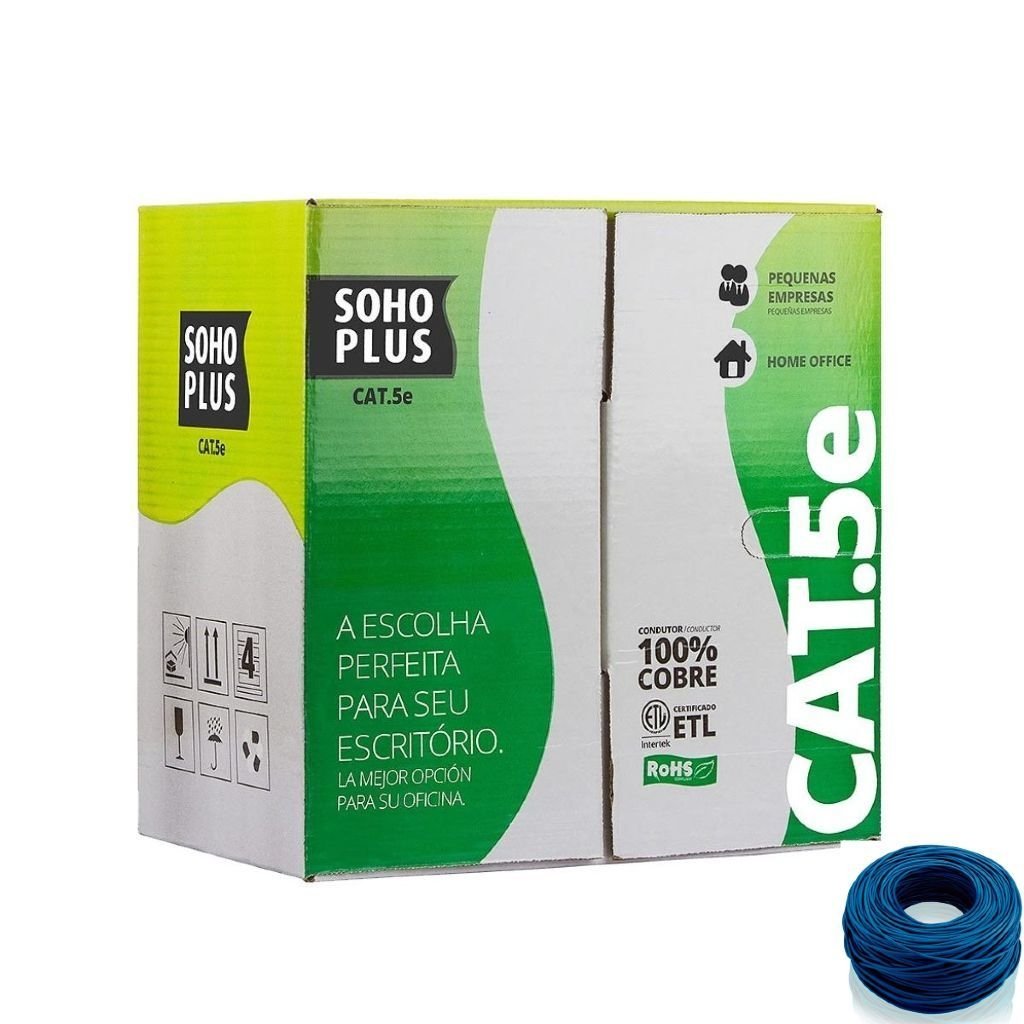 SOHO
PLUS
CAT.5e
SOHO
PLUS
CAT.5e
4
A ESCOLHA
PERFEITA
PARA SEU
ESCRITÓRIO.
LA MEJOR OPCIÓN
PARA SU OFICINA.
PEQUENAS
EMPRESAS
PEQUEÑAS EMPRESAS
HOME OFFICE
CAT.5e
CONDUTOR / CONDUCTOR
100%
COBRE
ETL
Intertek
CERTIFICADO
ETL
RoHS